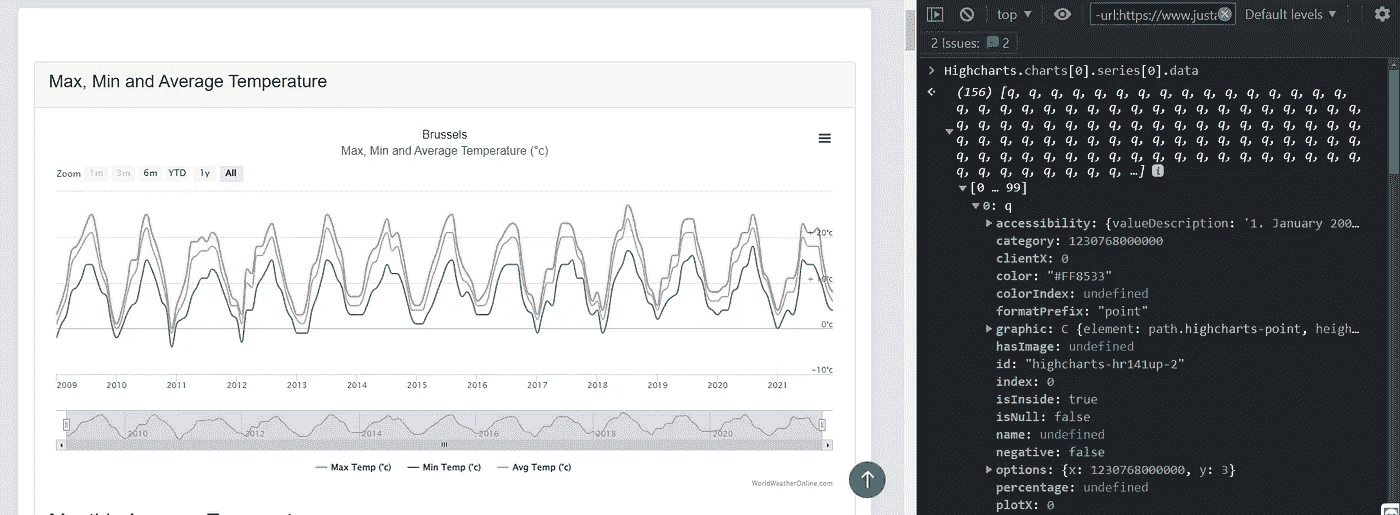 Max, Min and Average Temperature
Brussels
Max, Min and Average Temperature (°c)
Zoom 1m 3m 6m YTD 1y All
20°c
0°c
-10°c
2009 2010 2011 2012 2013 2014 2015 2016 2017 2018 2019 2020 2021
2010 2012 2014 2016 2018 2020
Max Temp (°c) Min Temp (°c) Avg Temp (°c)
WorldWeatherOnline.com
top -url:https://www.justa Default levels
2 Issues: 2
Highcharts.charts[0].series[0].data
(156) [q, q, q, q, q, q, q, q, q, q, q, q, q, q, q, q,
q, q, q, q, q, q, q, q, q, q, q, q, q, q, q, q, q, q, q,
q, q, q, q, q, q, q, q, q, q, q, q, q, q, q, q, q, q, q,
q, q, q, q, q, q, q, q, q, q, q, q, q, q, q, q, q, q, q,
q, q, q, q, q, q, q, q, q, q, q, q, q, q, q, q, q, q, q,
q, q, q, q, q, q, q, q, …]
[0 … 99]
0: q
accessibility: {valueDescription: '1. January 200…
category: 1230768000000
clientX: 0
color: "#FF8533"
colorIndex: undefined
formatPrefix: "point"
graphic: C {element: path.highcharts-point, heigh…
hasImage: undefined
id: "highcharts-hr141up-2"
index: 0
isInside: true
isNull: false
name: undefined
negative: false
options: {x: 1230768000000, y: 3}
percentage: undefined
plotX: 0